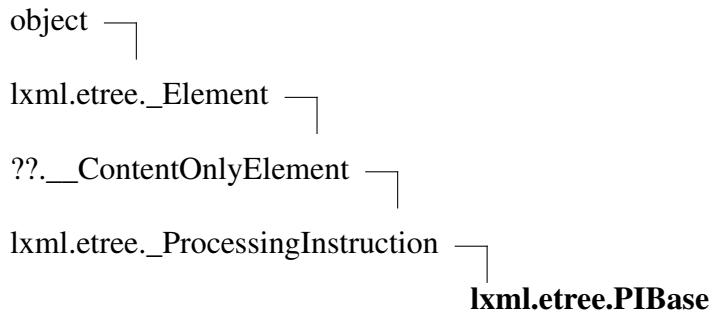 object
lxml.etree._Element
??.__ContentOnlyElement
lxml.etree._ProcessingInstruction
lxml.etree.PIBase